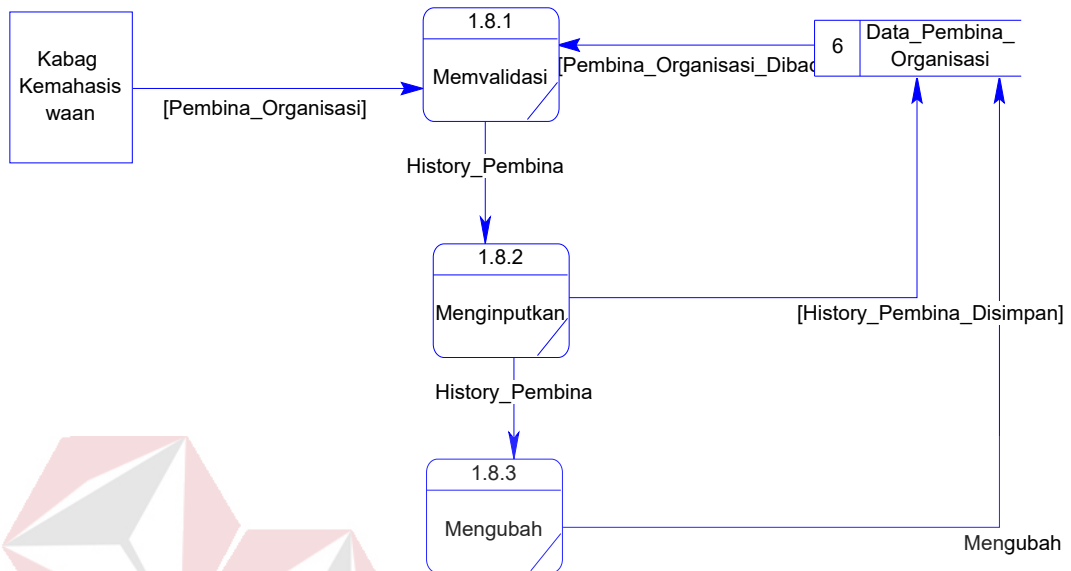 Kabag
Kemahasis
waan
[Pembina_Organisasi]
1.8.1
Memvalidasi
[Pembina_Organisasi_Dibac
6
Data_Pembina_
Organisasi
History_Pembina
1.8.2
Menginputkan
[History_Pembina_Disimpan]
History_Pembina
1.8.3
Mengubah
Mengubah